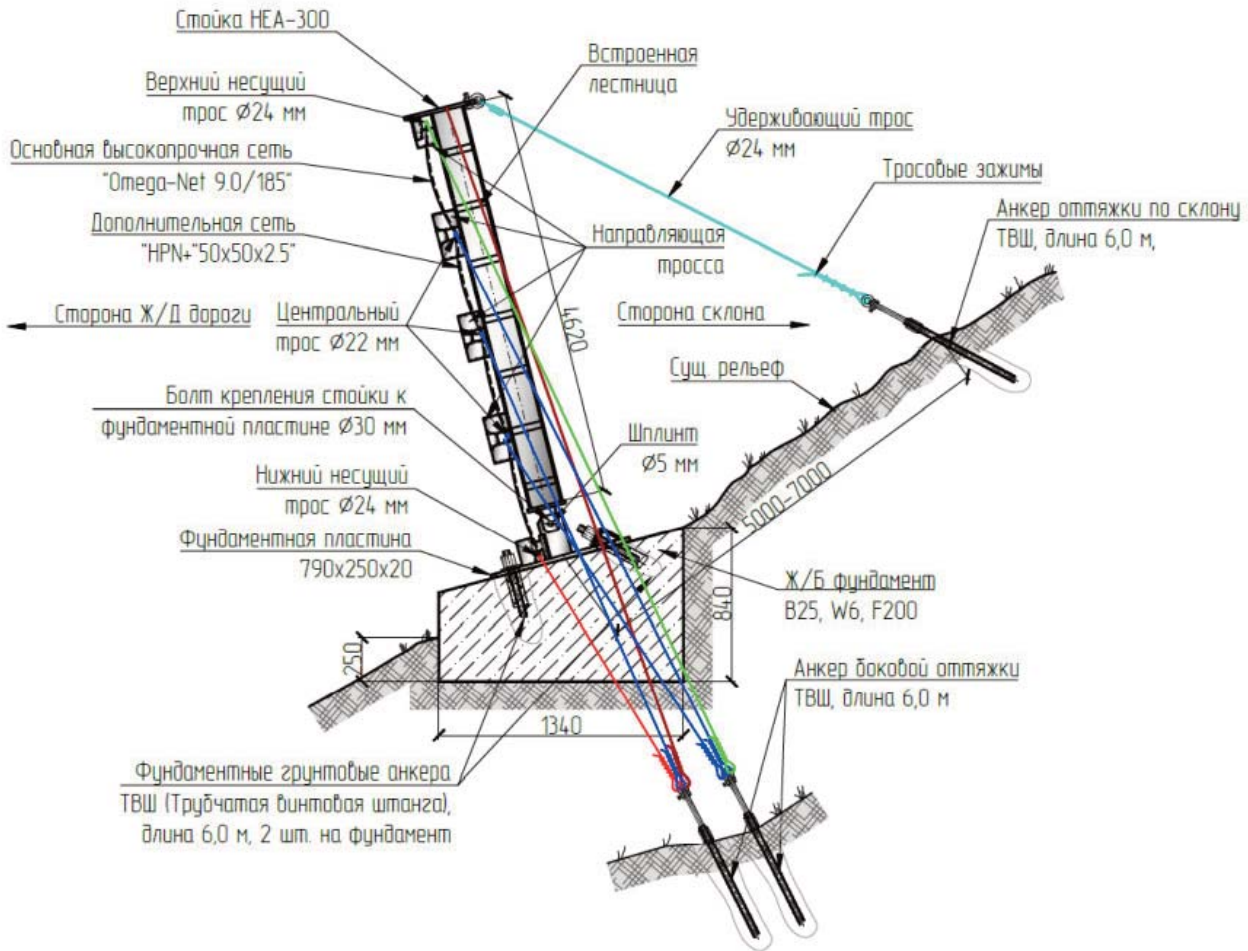 Стойка НЕА-300
Встроенная
лестница
Верхний несущий
трос Ø24 мм
Удерживающий трос
Ø24 мм
Основная высокопрочная сеть
"Omega-Net 9.0/185"
Тросовые зажимы
Анкер оттяжки по склону
ТВШ, длина 6,0 м,
Дополнительная сеть
"HPN+"50x50x2.5"
Направляющая
тросса
Сторона Ж/Д дороги
Центральный
трос Ø22 мм
4620
Сторона склона
Сущ. рельеф
Болт крепления стойки к
фундаментной пластине Ø30 мм
Шплинт
Ø5 мм
Нижний несущий
трос Ø24 мм
5000-7000
Фундаментная пластина
790x250x20
Ж/Б фундамент
В25, W6, F200
840
250
1340
Анкер боковой оттяжки
ТВШ, длина 6,0 м
Фундаментные грунтовые анкера
ТВШ (Трубчатая винтовая штанга),
длина 6,0 м, 2 шт. на фундамент